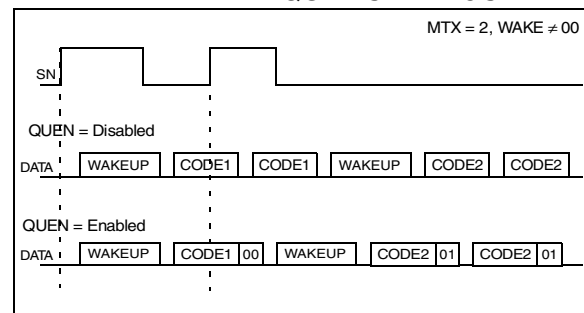 MTX = 2, WAKE ≠ 00
SN
QUEN = Disabled
DATA WAKEUP CODE1 CODE1 WAKEUP CODE2 CODE2
QUEN = Enabled
DATA WAKEUP CODE1 00 WAKEUP CODE2 01 CODE2 01